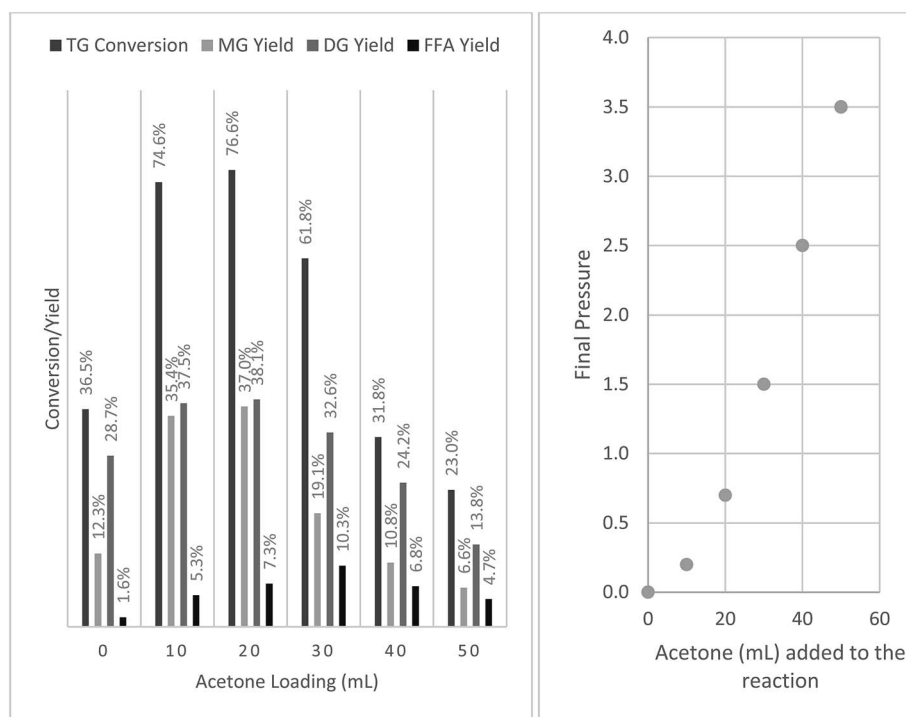 TG Conversion MG Yield DG Yield FFA Yield
Conversion/Yield
36.5% 12.3% 28.7% 1.6%
74.6% 35.4% 37.5% 5.3%
76.6% 37.0% 38.1% 7.3%
61.8% 19.1% 32.6% 10.3%
31.8% 10.8% 24.2% 6.8%
23.0% 6.6% 13.8% 4.7%
0 10 20 30 40 50
Acetone Loading (mL)
Final Pressure
4.0
3.5
3.0
2.5
2.0
1.5
1.0
0.5
0.0
0 20 40 60
Acetone (mL) added to the
reaction